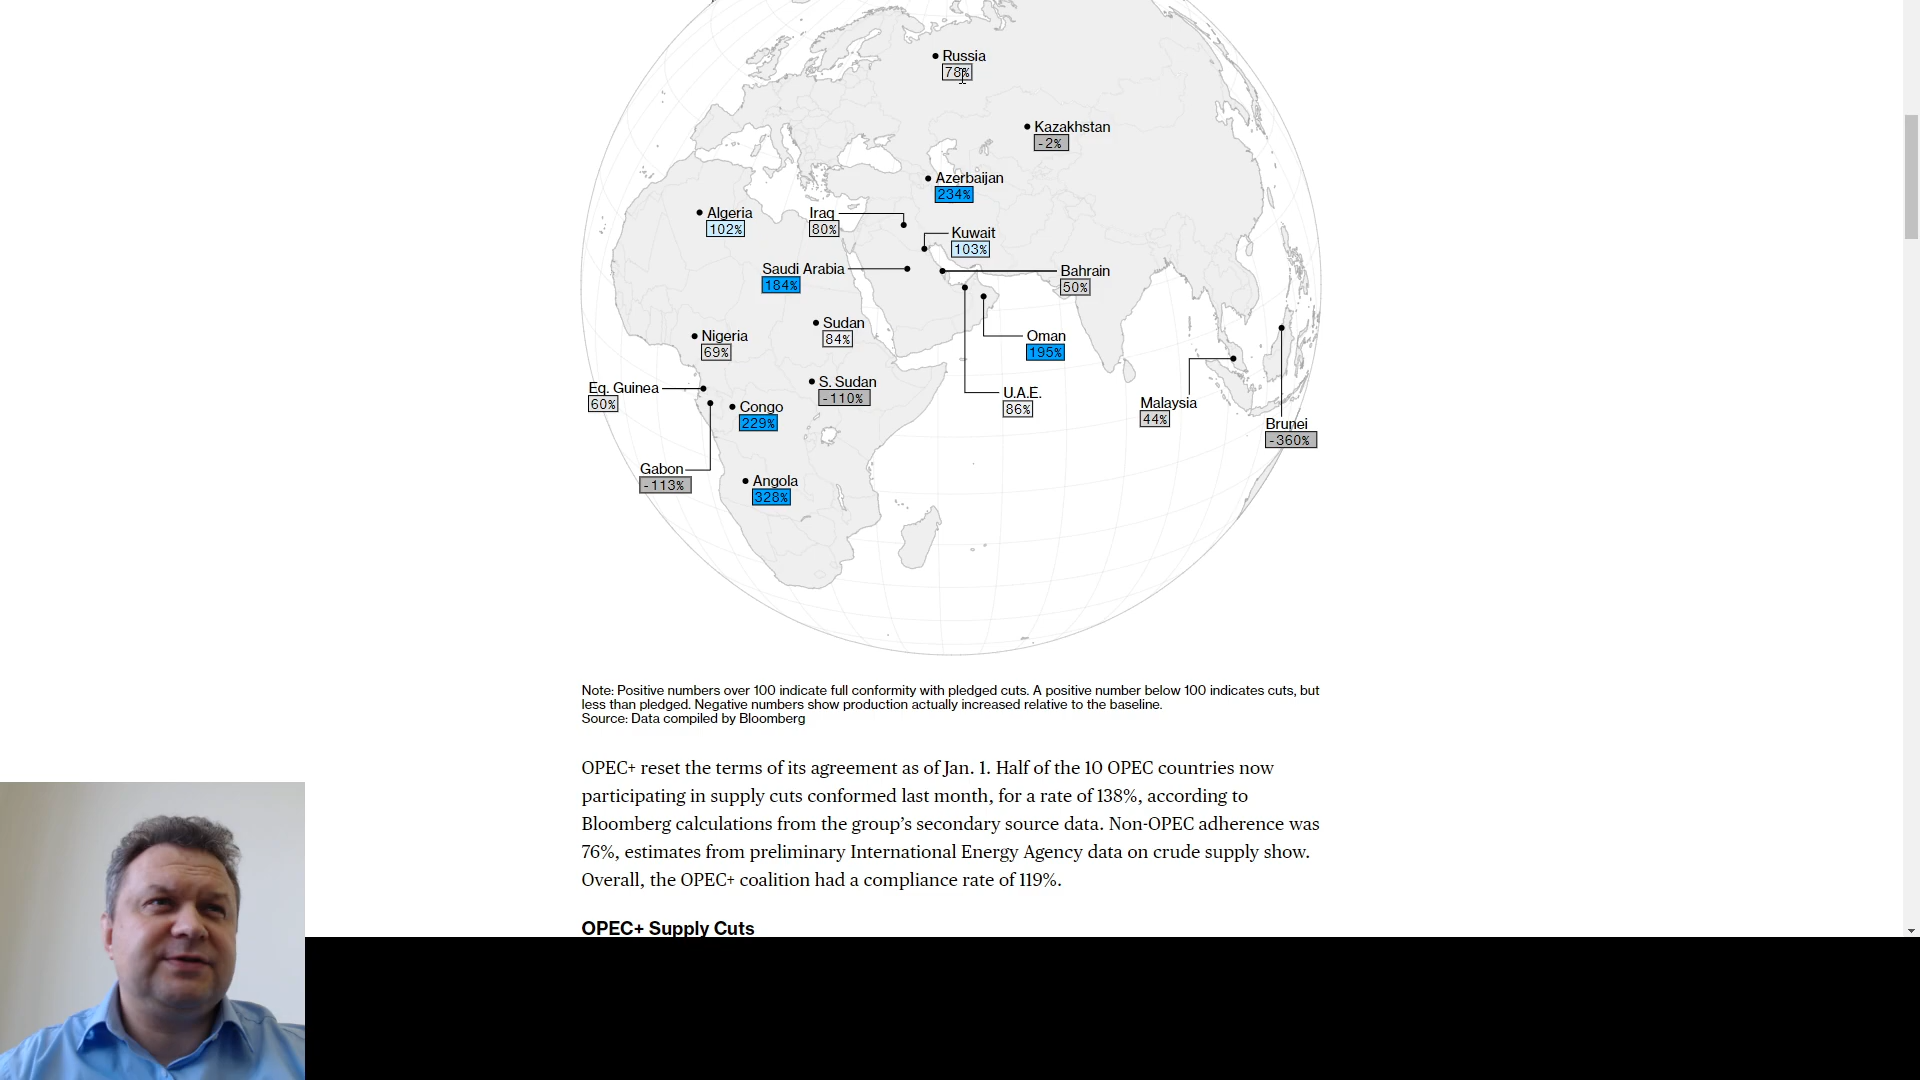 Russia
78%
Kazakhstan
-2%
Azerbaijan
234%
Algeria
102%
Iraq
80%
Kuwait
103%
Saudi Arabia
184%
Bahrain
50%
Sudan
84%
Nigeria
69%
Oman
195%
S. Sudan
-110%
Eq. Guinea
60%
U.A.E.
86%
Congo
229%
Malaysia
44%
Brunei
-360%
Gabon
-113%
Angola
328%
Note: Positive numbers over 100 indicate full conformity with pledged cuts. A positive number below 100 indicates cuts, but
less than pledged. Negative numbers show production actually increased relative to the baseline.
Source: Data compiled by Bloomberg
OPEC+ reset the terms of its agreement as of Jan. 1. Half of the 10 OPEC countries now
participating in supply cuts conformed last month, for a rate of 138%, according to
Bloomberg calculations from the group’s secondary source data. Non-OPEC adherence was
76%, estimates from preliminary International Energy Agency data on crude supply show.
Overall, the OPEC+ coalition had a compliance rate of 119%.
OPEC+ Supply Cuts